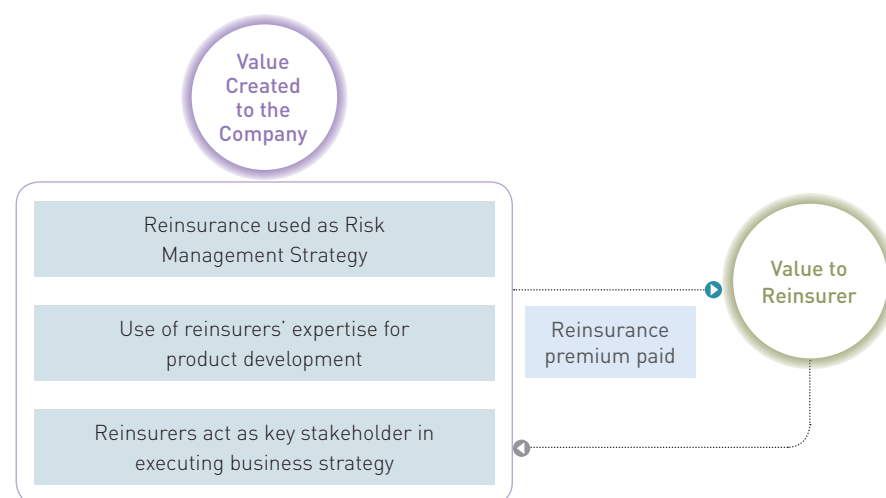 Value
Created
to the
Company
Reinsurance used as Risk
Management Strategy
Use of reinsurers’ expertise for
product development
Reinsurers act as key stakeholder in
executing business strategy
Reinsurance
premium paid
Value to
Reinsurer